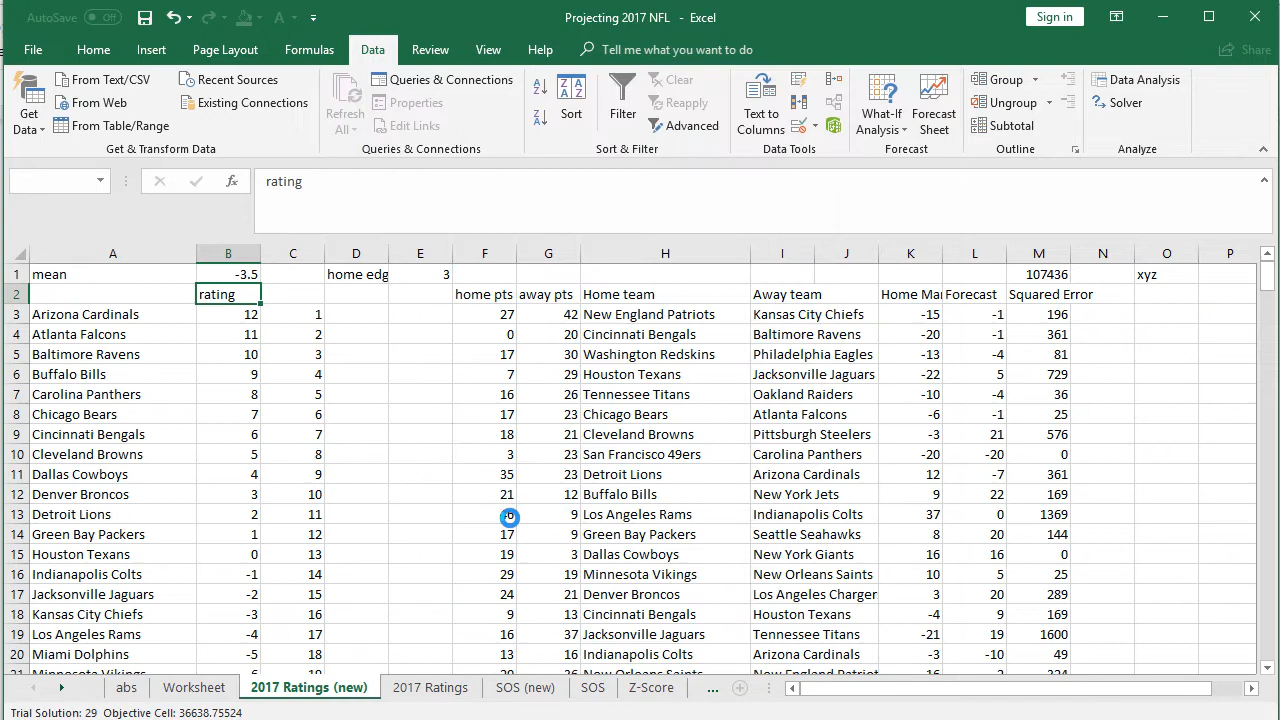 AutoSave Off Projecting 2017 NFL - Excel Sign in
File Home Insert Page Layout Formulas Data Review View Help Tell me what you want to do Share
From Text/CSV Recent Sources Queries & Connections Clear Group Data Analysis
From Web Existing Connections Properties Reapply Ungroup Solver
From Table/Range Edit Links Advanced Subtotal
Get Data Refresh All Sort Filter Text to Columns What-If Analysis Forecast Sheet
Get & Transform Data Queries & Connections Sort & Filter Data Tools Forecast Outline Analyze
fx rating
A B C D E F G H I J K L M N O P
1 mean -3.5 home edg 3 107436 xyz
2 rating home pts away pts Home team Away team Home Mar Forecast Squared Error
3 Arizona Cardinals 12 1 27 42 New England Patriots Kansas City Chiefs -15 -1 196
4 Atlanta Falcons 11 2 0 20 Cincinnati Bengals Baltimore Ravens -20 -1 361
5 Baltimore Ravens 10 3 17 30 Washington Redskins Philadelphia Eagles -13 -4 81
6 Buffalo Bills 9 4 7 29 Houston Texans Jacksonville Jaguars -22 5 729
7 Carolina Panthers 8 5 16 26 Tennessee Titans Oakland Raiders -10 -4 36
8 Chicago Bears 7 6 17 23 Chicago Bears Atlanta Falcons -6 -1 25
9 Cincinnati Bengals 6 7 18 21 Cleveland Browns Pittsburgh Steelers -3 21 576
10 Cleveland Browns 5 8 3 23 San Francisco 49ers Carolina Panthers -20 -20 0
11 Dallas Cowboys 4 9 35 23 Detroit Lions Arizona Cardinals 12 -7 361
12 Denver Broncos 3 10 21 12 Buffalo Bills New York Jets 9 22 169
13 Detroit Lions 2 11 9 Los Angeles Rams Indianapolis Colts 37 0 1369
14 Green Bay Packers 1 12 17 9 Green Bay Packers Seattle Seahawks 8 20 144
15 Houston Texans 0 13 19 3 Dallas Cowboys New York Giants 16 16 0
16 Indianapolis Colts -1 14 29 19 Minnesota Vikings New Orleans Saints 10 5 25
17 Jacksonville Jaguars -2 15 24 21 Denver Broncos Los Angeles Charger 3 20 289
18 Kansas City Chiefs -3 16 9 13 Cincinnati Bengals Houston Texans -4 9 169
19 Los Angeles Rams -4 17 16 37 Jacksonville Jaguars Tennessee Titans -21 19 1600
20 Miami Dolphins -5 18 13 16 Indianapolis Colts Arizona Cardinals -3 -10 49
21 Minnesota Vikings -6 19 20 36 New Orleans Saints New England Patriot -16 324
abs Worksheet 2017 Ratings (new) 2017 Ratings SOS (new) SOS Z-Score ...
Trial Solution: 29 Objective Cell: 36638.75524